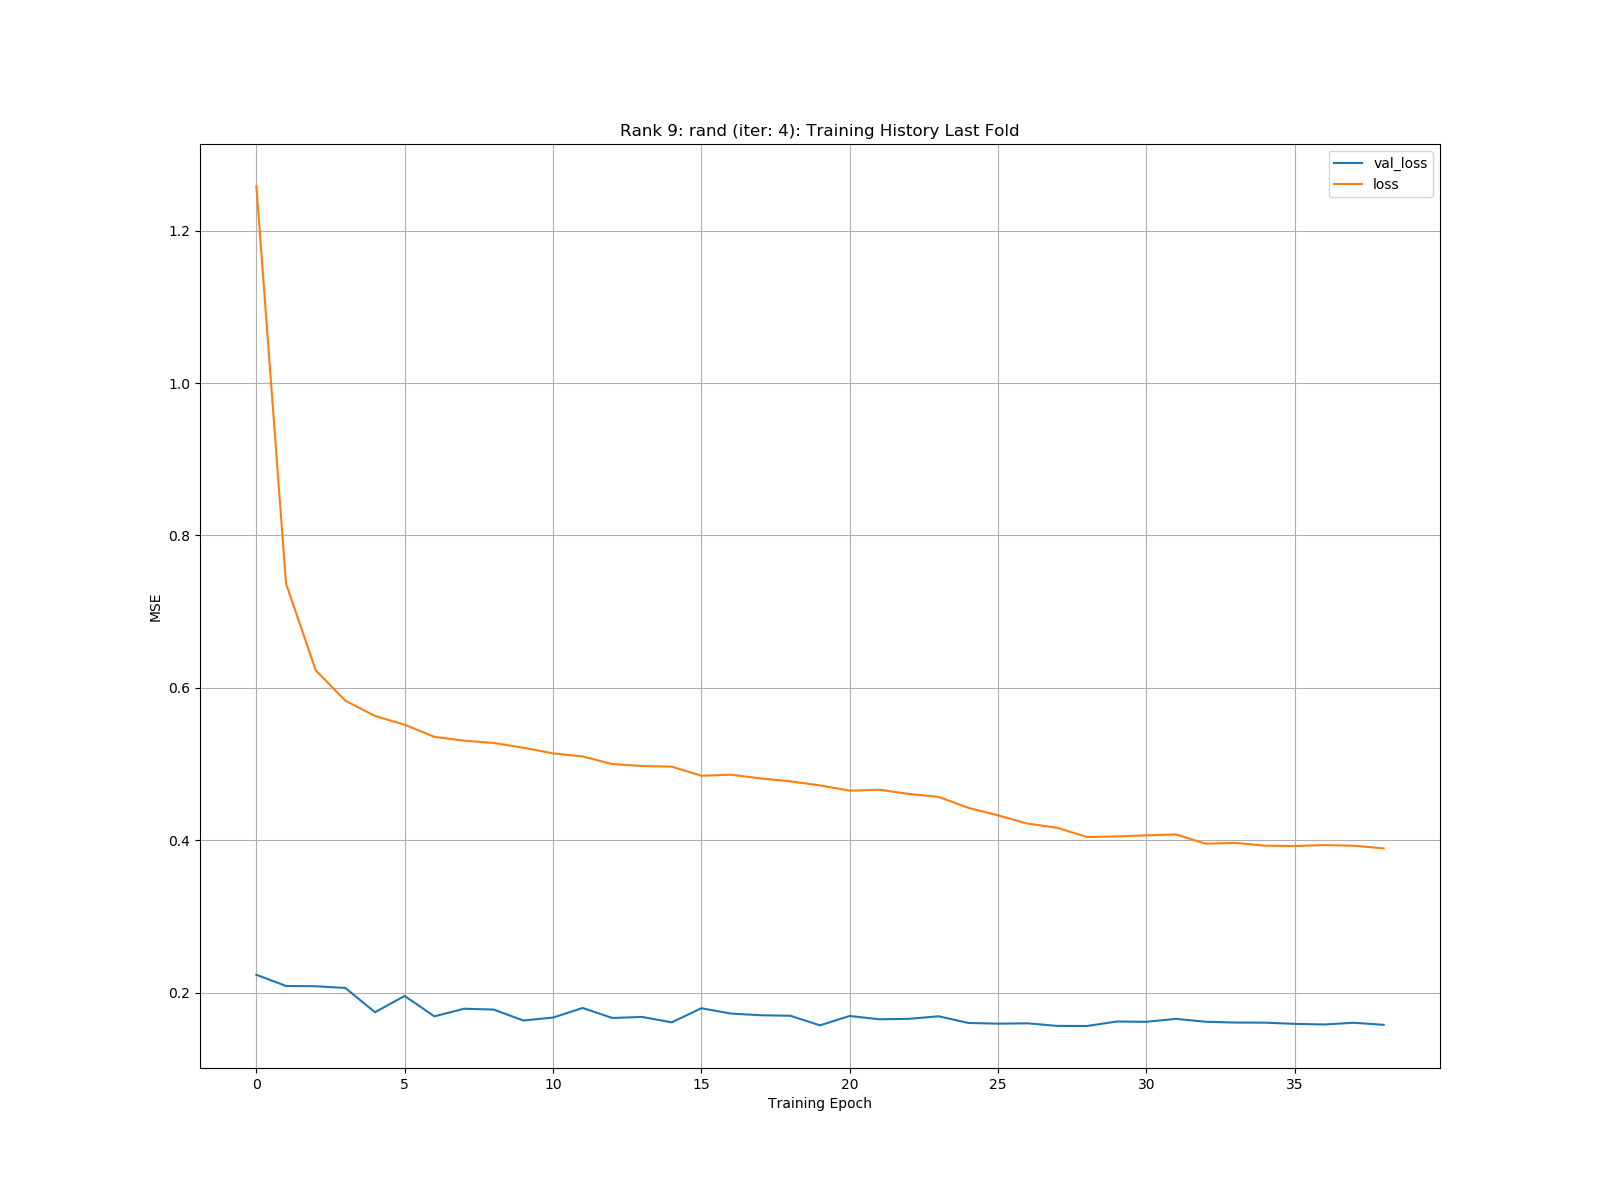 Rank 9: rand (iter: 4): Training History Last Fold
val_loss
loss
1.2
1.0
0.8
0.6
0.4
0.2
MSE
0 5 10 15 20 25 30 35
Training Epoch